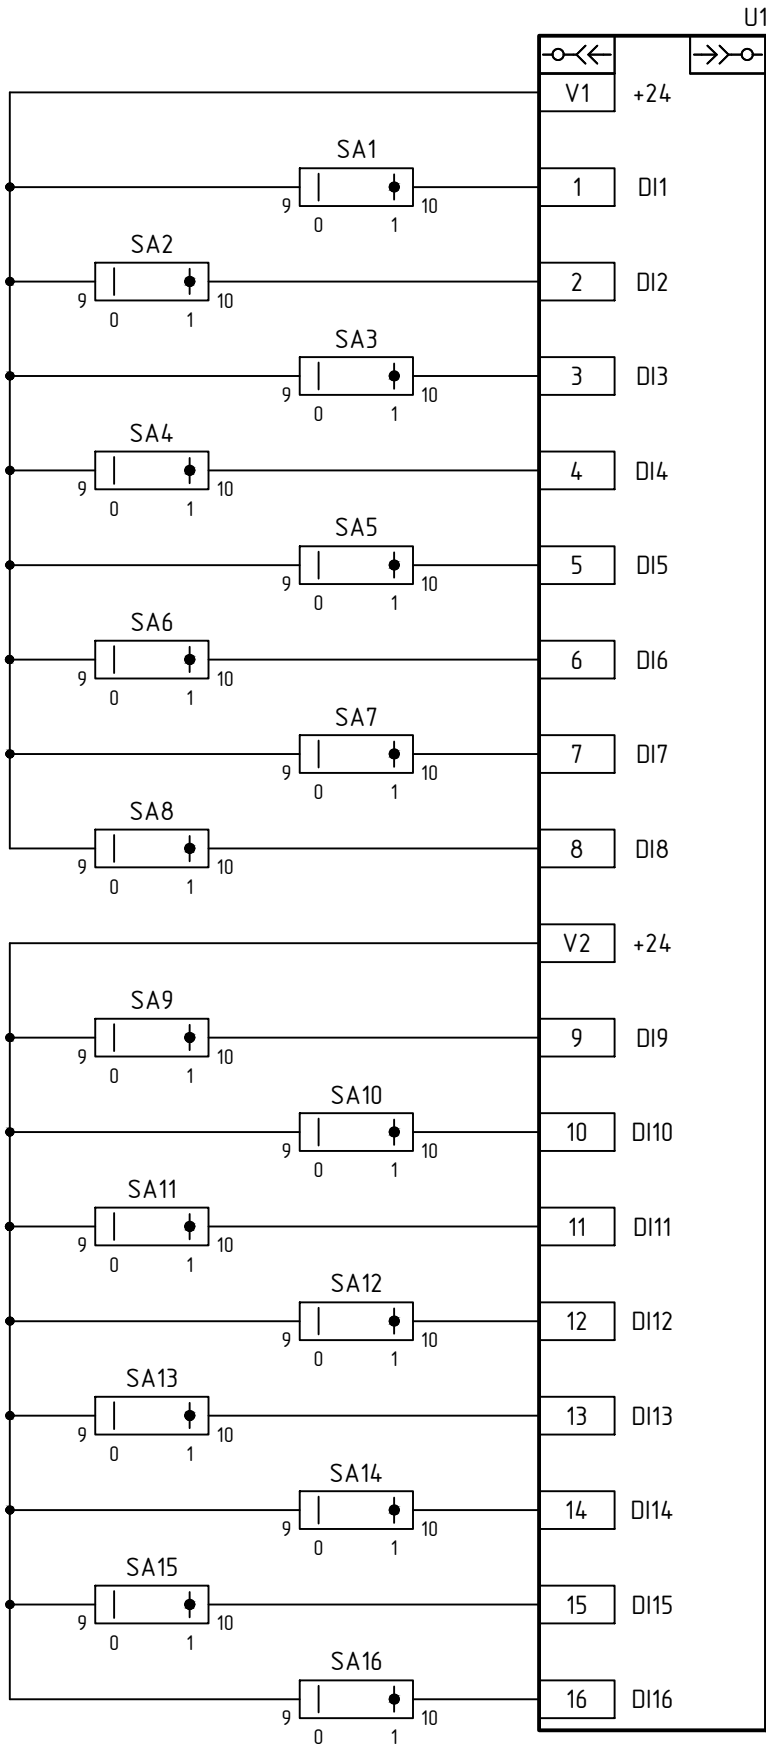 U1
V1 +24
SA1
9 10 1 DI1
0 1
SA2
9 10 2 DI2
0 1
SA3
9 10 3 DI3
0 1
SA4
9 10 4 DI4
0 1
SA5
9 10 5 DI5
0 1
SA6
9 10 6 DI6
0 1
SA7
9 10 7 DI7
0 1
SA8
9 10 8 DI8
0 1
V2 +24
SA9
9 10 9 DI9
0 1
SA10
9 10 10 DI10
0 1
SA11
9 10 11 DI11
0 1
SA12
9 10 12 DI12
0 1
SA13
9 10 13 DI13
0 1
SA14
9 10 14 DI14
0 1
SA15
9 10 15 DI15
0 1
SA16
9 10 16 DI16
0 1